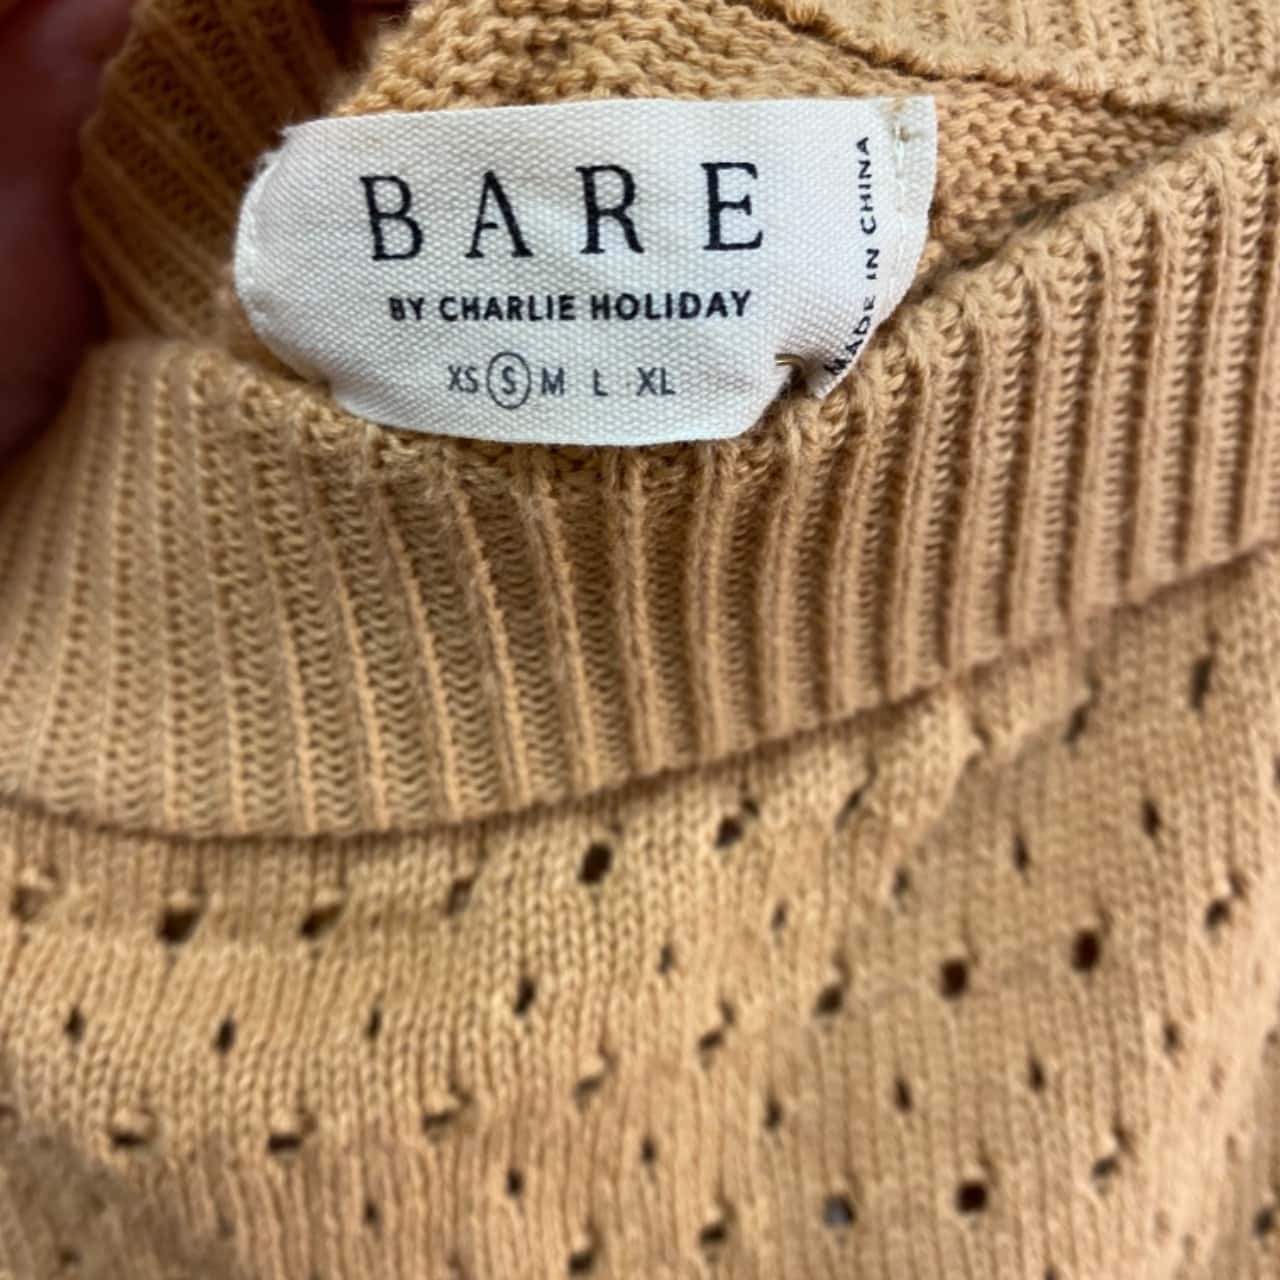 BARE
BY CHARLIE HOLIDAY
XS S M L XL
MADE IN CHINA